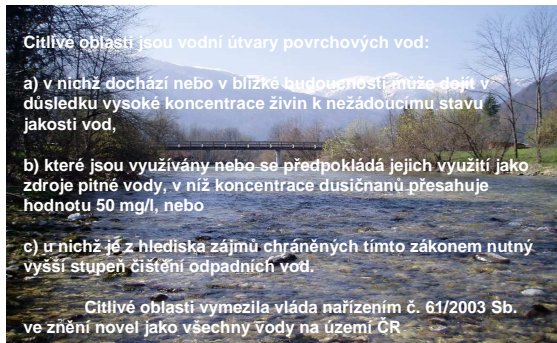 Citlivé oblasti jsou vodní útvary povrchových vod:
a) v nichž dochází nebo v blízké budoucnosti může dojít v
důsledku vysoké koncentrace živin k nežádoucímu stavu
jakosti vod,
b) které jsou využívány nebo se předpokládá jejich využití jako
zdroje pitné vody, v níž koncentrace dusičnanů přesahuje
hodnotu 50 mg/l, nebo
c) u nichž je z hlediska zájmů chráněných tímto zákonem nutný
vyšší stupeň čištění odpadních vod.
Citlivé oblasti vymezila vláda nařízením č. 61/2003 Sb.
ve znění novel jako všechny vody na území ČR